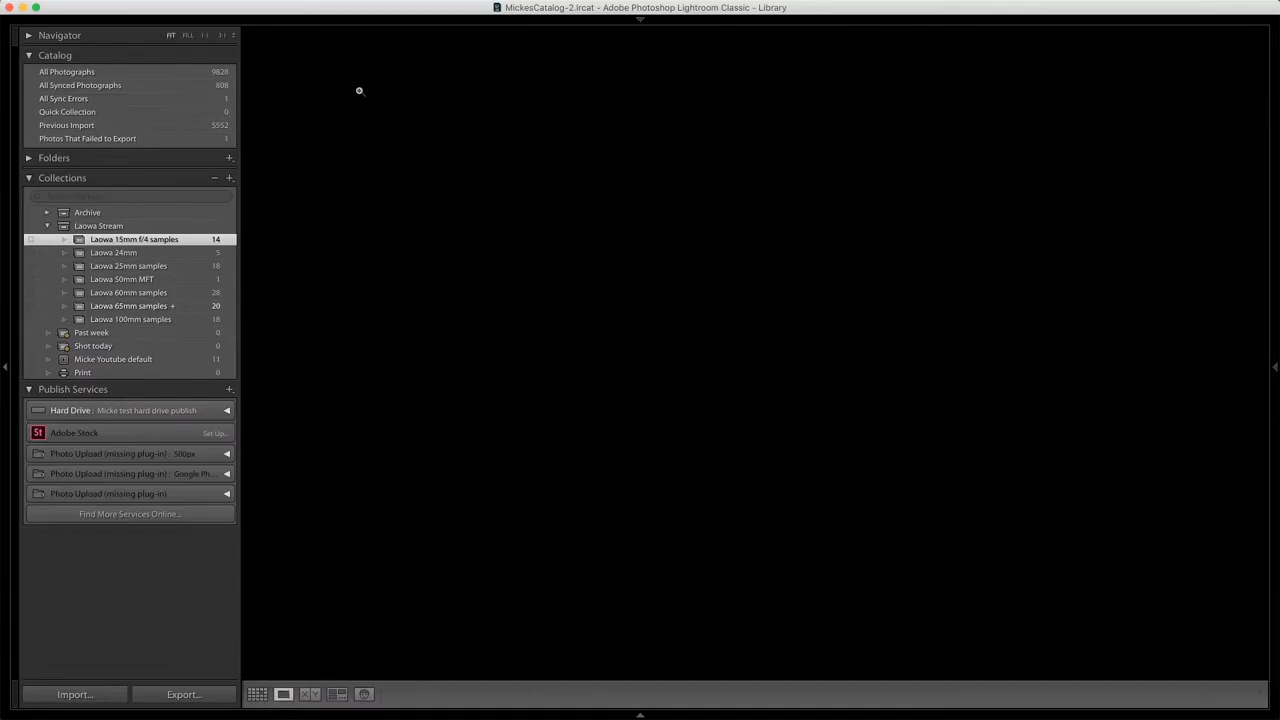 MickesCatalog-2.lrcat - Adobe Photoshop Lightroom Classic - Library
Navigator FIT FILL 1:1 3:1
Catalog
All Photographs 9828
All Synced Photographs 808
All Sync Errors 1
Quick Collection 0
Previous Import 5552
Photos That Failed to Export 1
Folders
Collections
Archive
Laowa Stream
Laowa 15mm f/4 samples 14
Laowa 24mm 5
Laowa 25mm samples 18
Laowa 50mm MFT 1
Laowa 60mm samples 28
Laowa 65mm samples + 20
Laowa 100mm samples 18
Past week 0
Shot today 0
Micke Youtube default 11
Print 0
Publish Services
Hard Drive : Micke test hard drive publish
St Adobe Stock Set Up...
Photo Upload (missing plug-in) : 500px
Photo Upload (missing plug-in) : Google Ph...
Photo Upload (missing plug-in)
Find More Services Online...
Import... Export...
X Y